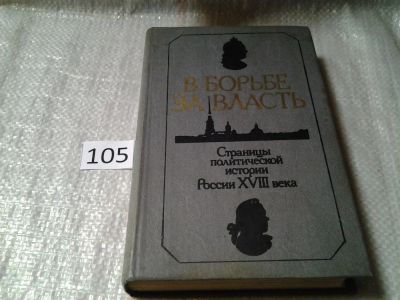 В БОРЬБЕ
ЗА ВЛАСТЬ
Страницы
политической
истории
России XVIII века
105